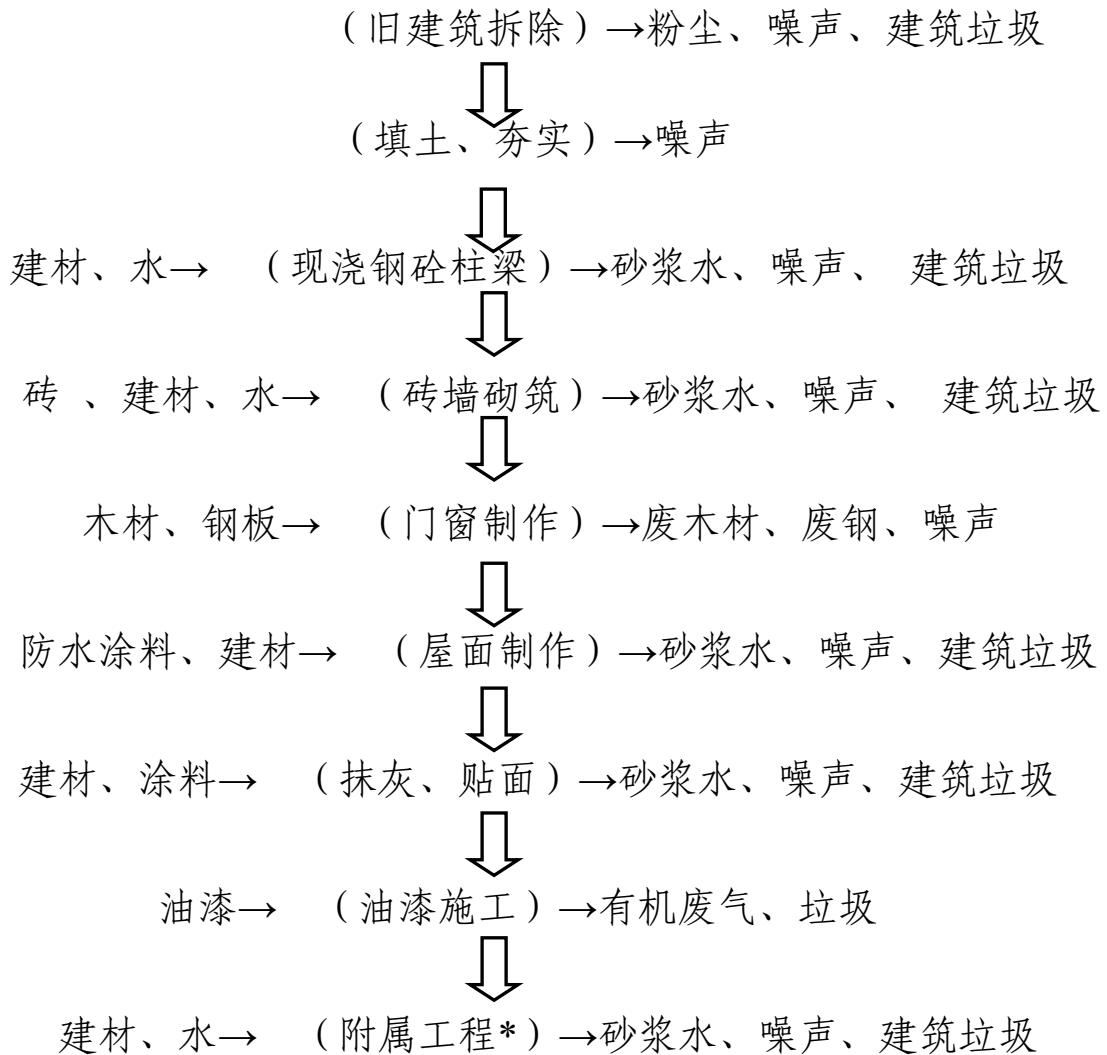 （旧建筑拆除）→粉尘、噪声、建筑垃圾
（填土、夯实）→噪声
建材、水→ （现浇钢砼柱梁）→砂浆水、噪声、 建筑垃圾
砖 、建材、水→ （砖墙砌筑）→砂浆水、噪声、 建筑垃圾
木材、钢板→ （门窗制作）→废木材、废钢、噪声
防水涂料、建材→ （屋面制作）→砂浆水、噪声、建筑垃圾
建材、涂料→ （抹灰、贴面）→砂浆水、噪声、建筑垃圾
油漆→ （油漆施工）→有机废气、垃圾
建材、水→ （附属工程*）→砂浆水、噪声、建筑垃圾